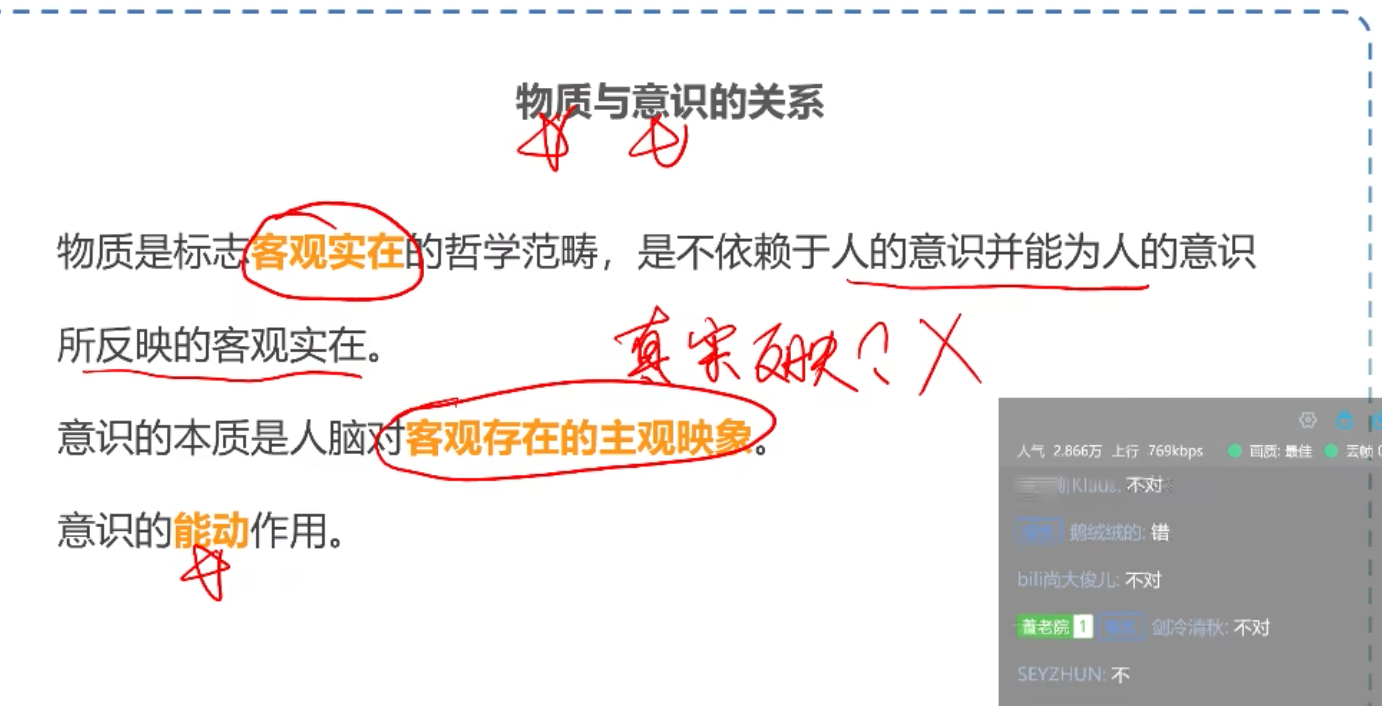 物质与意识的关系
物质是标志客观实在的哲学范畴，是不依赖于人的意识并能为人的意识
所反映的客观实在。
真实反映？×
意识的本质是人脑对客观存在的主观映象。
意识的能动作用。
人气 2.866万 上行 769kbps 画质: 最佳 丢帧
不对
鹅绒绒的: 错
bili尚大俊儿: 不对
养老院 1 剑冷清秋: 不对
SEYZHUN: 不